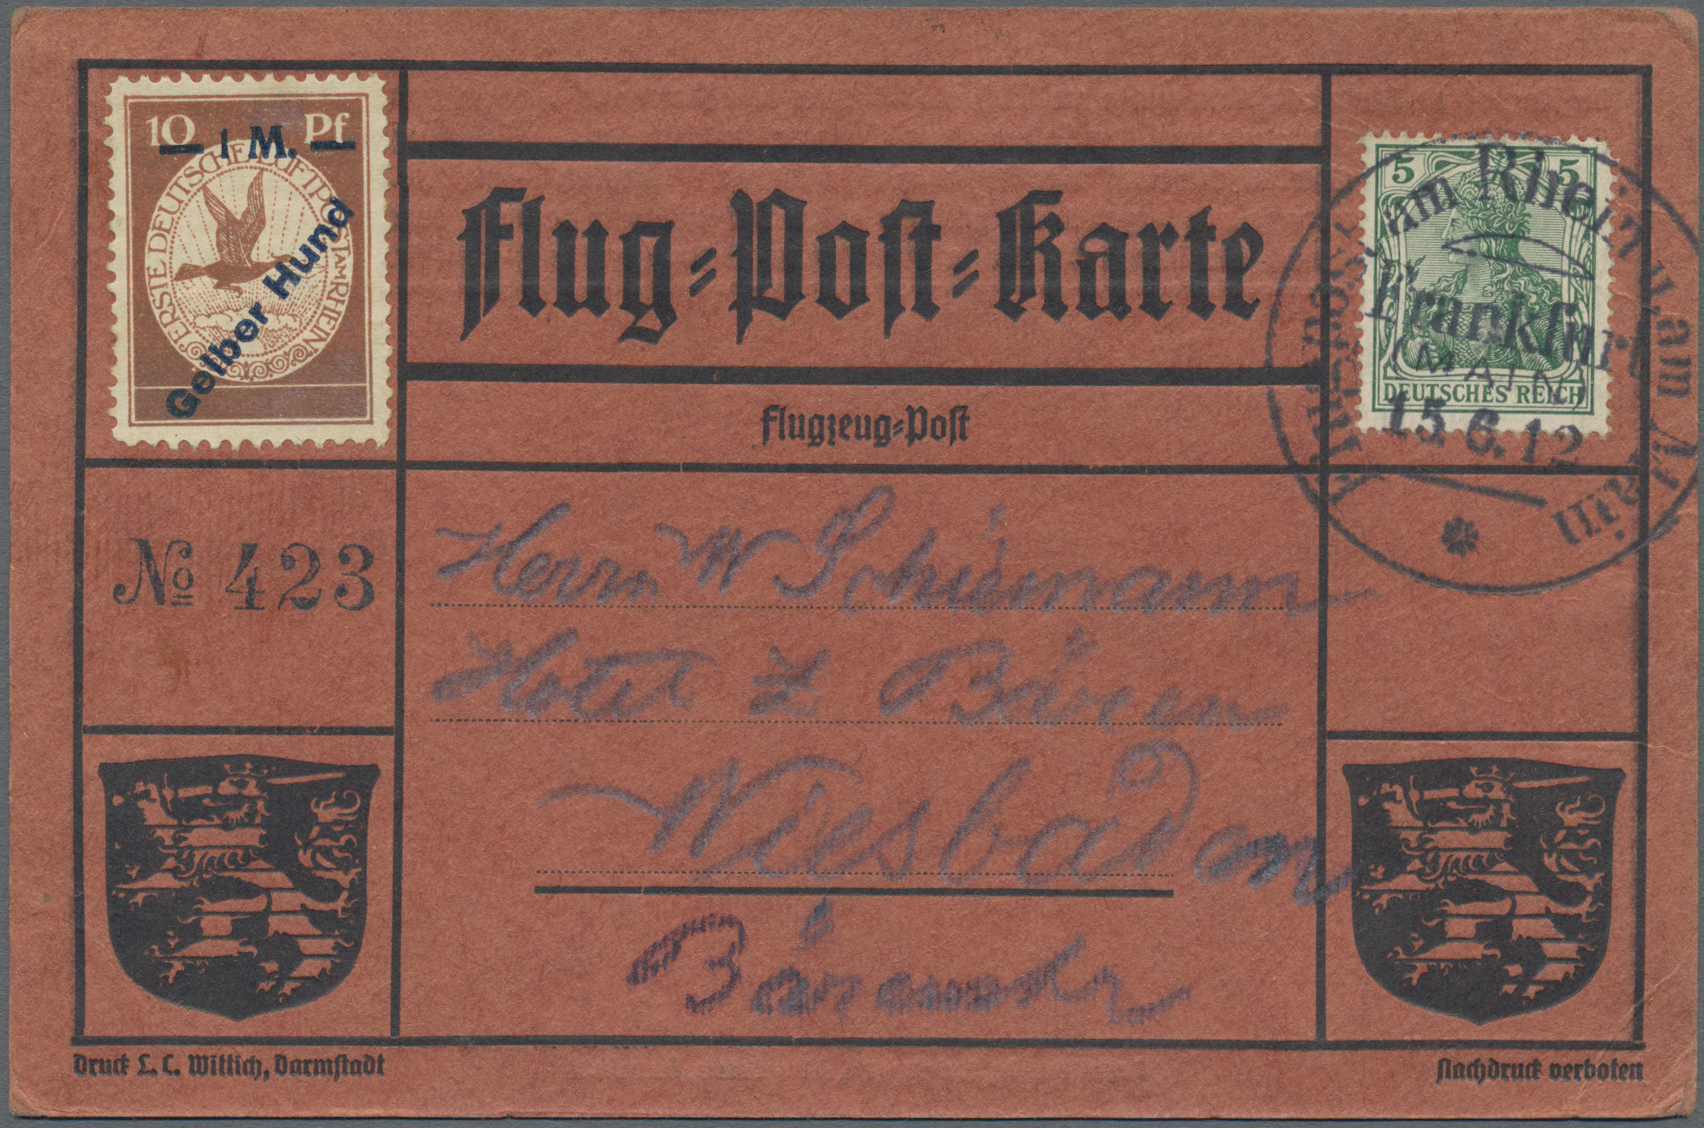 10 Pf
1 M.
ERSTE DEUTSCHE LUFTPOST AM RHEIN
Gelber Hund
Flug=Post=Karte
Flugzeug=Post
5 5
DEUTSCHES REICH
Flugpost am Rhein u. am Main
Frankfurt
(MAIN)
15.6.12
№ 423
Herrn W Schiemann
Hotel z Bären
Wiesbaden
Bärenstr
Druck L. C. Wittich, Darmstadt
Nachdruck verboten